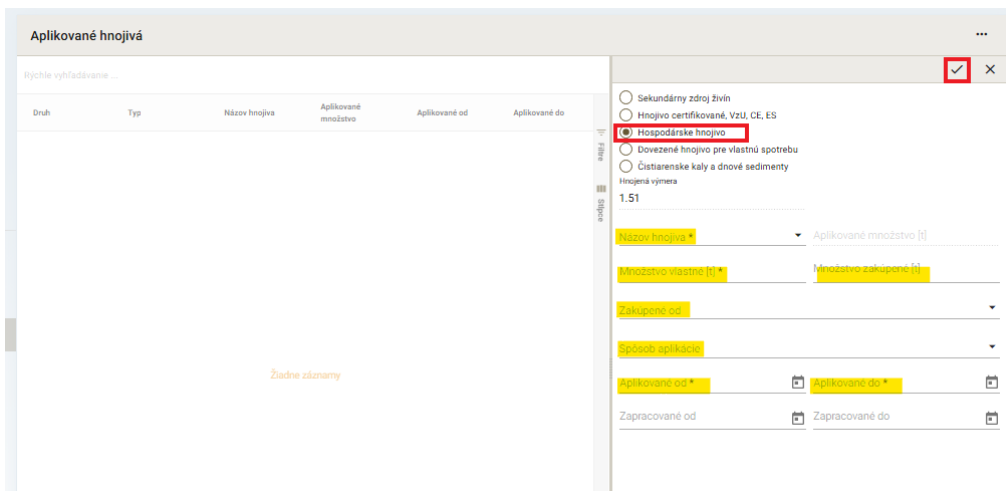 Aplikované hnojivá
Rýchle vyhľadávanie ...
Druh
Typ
Názov hnojiva
Aplikované
množstvo
Aplikované od
Aplikované do
Filtre
Stĺpce
Žiadne záznamy
Sekundárny zdroj živín
Hnojivo certifikované, VzU, CE, ES
Hospodárske hnojivo
Dovezené hnojivo pre vlastnú spotrebu
Čistiarenske kaly a dnové sedimenty
Hnojená výmera
1.51
Názov hnojiva *
Aplikované množstvo [t]
Množstvo vlastné [t] *
Množstvo zakúpené [t]
Zakúpené od
Spôsob aplikácie
Aplikované od *
Aplikované do *
Zapracované od
Zapracované do